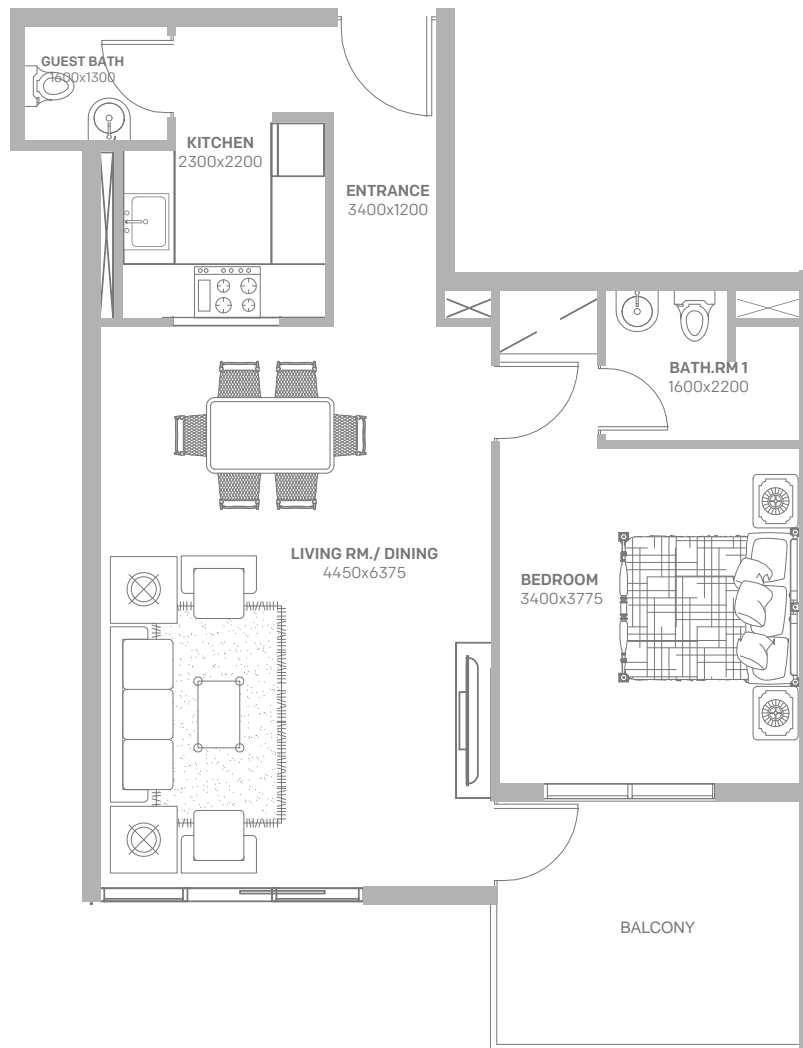 GUEST BATH
1600x1300
KITCHEN
2300x2200
ENTRANCE
3400x1200
BATH.RM 1
1600x2200
LIVING RM./ DINING
4450x6375
BEDROOM
3400x3775
BALCONY